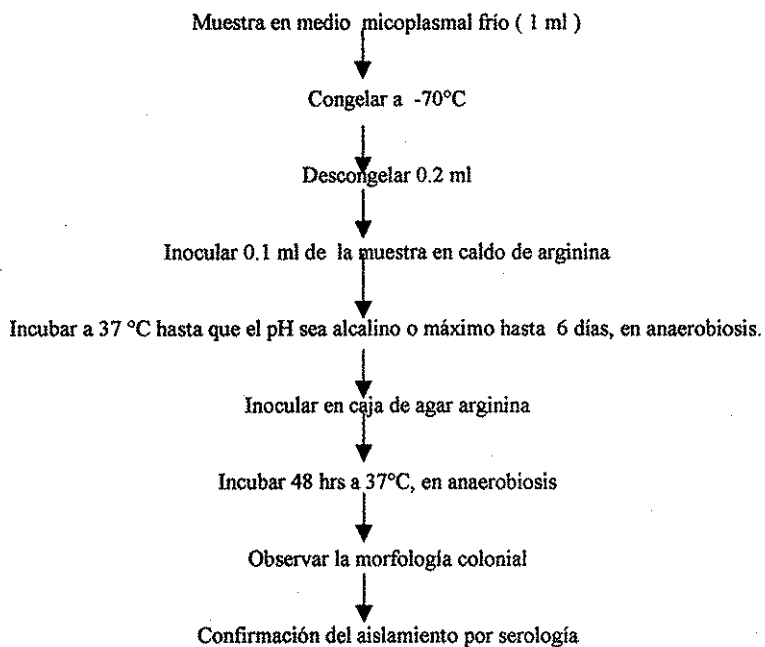 Muestra en medio micoplasmal frío ( 1 ml )
Congelar a -70°C
Descongelar 0.2 ml
Inocular 0.1 ml de la muestra en caldo de arginina
Incubar a 37 °C hasta que el pH sea alcalino o máximo hasta 6 días, en anaerobiosis.
Inocular en caja de agar arginina
Incubar 48 hrs a 37°C, en anaerobiosis
Observar la morfología colonial
Confirmación del aislamiento por serología